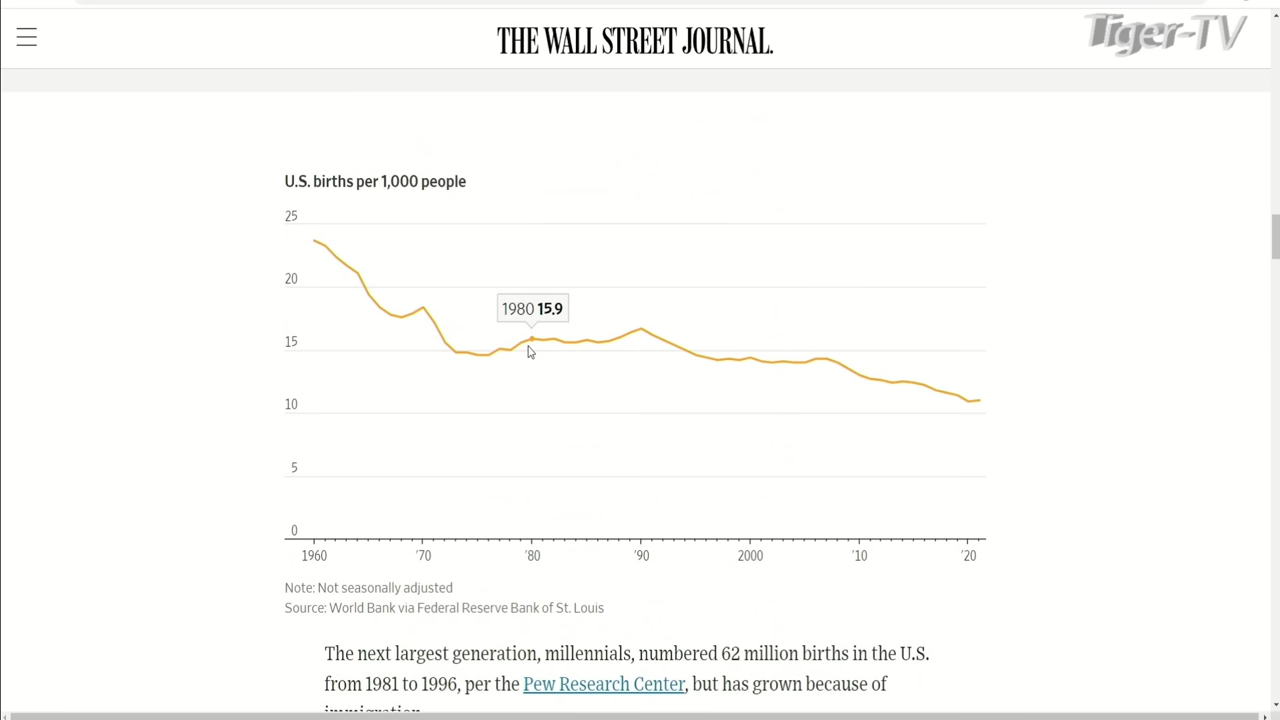 THE WALL STREET JOURNAL.
Tiger-TV
U.S. births per 1,000 people
25
20
1980 15.9
15
10
5
0
1960 '70 '80 '90 2000 '10 '20
Note: Not seasonally adjusted
Source: World Bank via Federal Reserve Bank of St. Louis
The next largest generation, millennials, numbered 62 million births in the U.S.
from 1981 to 1996, per the Pew Research Center, but has grown because of
immigration.